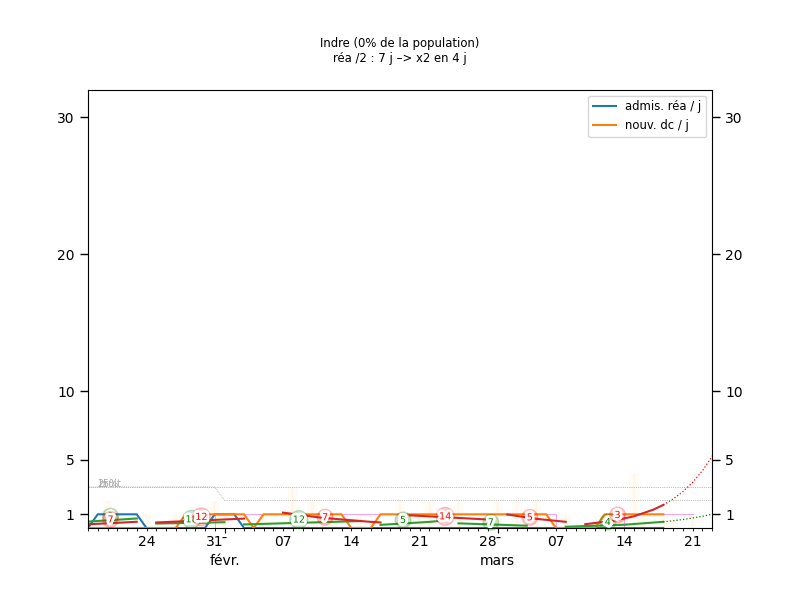 Indre (0% de la population)
réa /2 : 7 j –> x2 en 4 j
admis. réa / j
nouv. dc / j
30 30
20 20
10 10
5 5
1 1
7 12 12 7 5 14 7 5 4 3
24 31 07 14 21 28 07 14 21
févr. mars